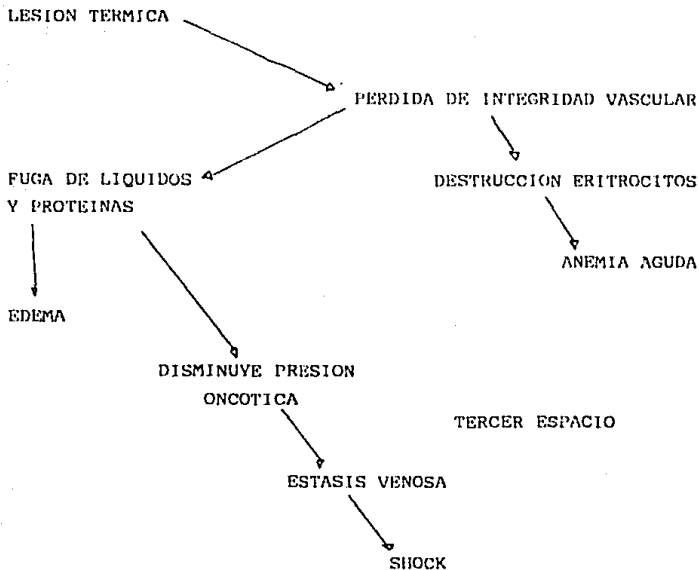 LESION TERMICA
PERDIDA DE INTEGRIDAD VASCULAR
FUGA DE LIQUIDOS
Y PROTEINAS
DESTRUCCION ERITROCITOS
ANEMIA AGUDA
EDEMA
DISMINUYE PRESION
ONCOTICA
TERCER ESPACIO
ESTASIS VENOSA
SHOCK